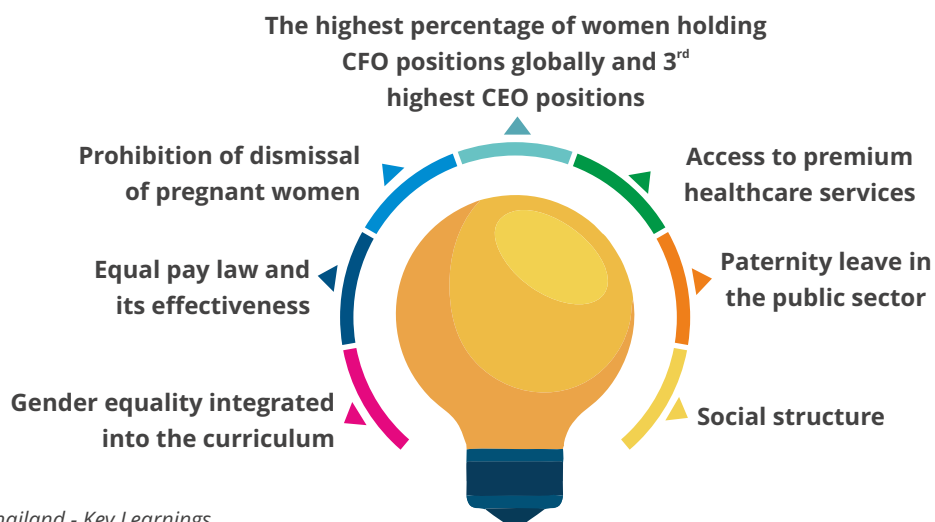 The highest percentage of women holding
CFO positions globally and 3rd
highest CEO positions
Prohibition of dismissal
of pregnant women
Access to premium
healthcare services
Equal pay law and
its effectiveness
Paternity leave in
the public sector
Gender equality integrated
into the curriculum
Social structure
- Key Learnings